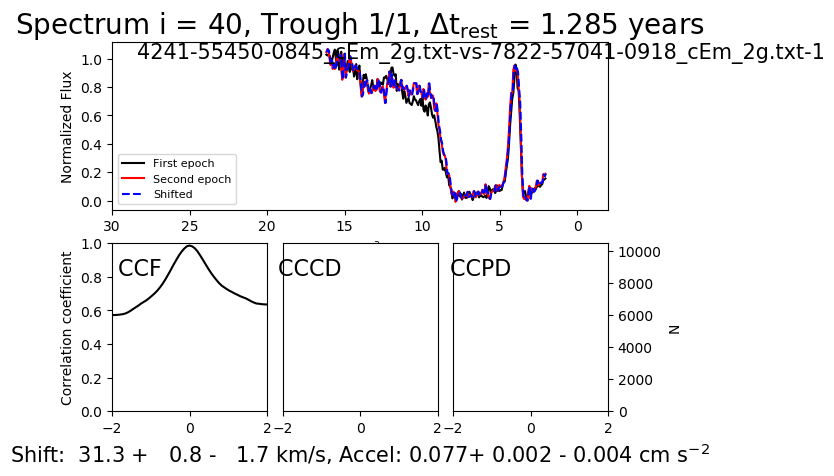 Spectrum i = 40, Trough 1/1, Δt_rest = 1.285 years
4241-55450-0845_cEm_2g.txt-vs-7822-57041-0918_cEm_2g.txt-1
Normalized Flux
1.0
0.8
0.6
0.4
0.2
0.0
First epoch
Second epoch
Shifted
30 25 20 15 10 5 0
Correlation coefficient
1.0
0.8
0.6
0.4
0.2
0.0
CCF
CCCD
CCPD
10000
8000
6000
4000
2000
0
N
−2 0 2
−2 0 2
−2 0 2
Shift: 31.3 + 0.8 - 1.7 km/s, Accel: 0.077+ 0.002 - 0.004 cm s⁻²